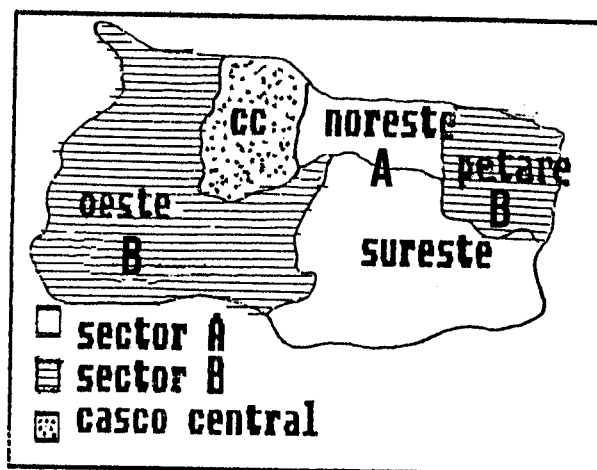 cc
noreste
A
petare
B
oeste
B
sureste
sector A
sector B
casco central